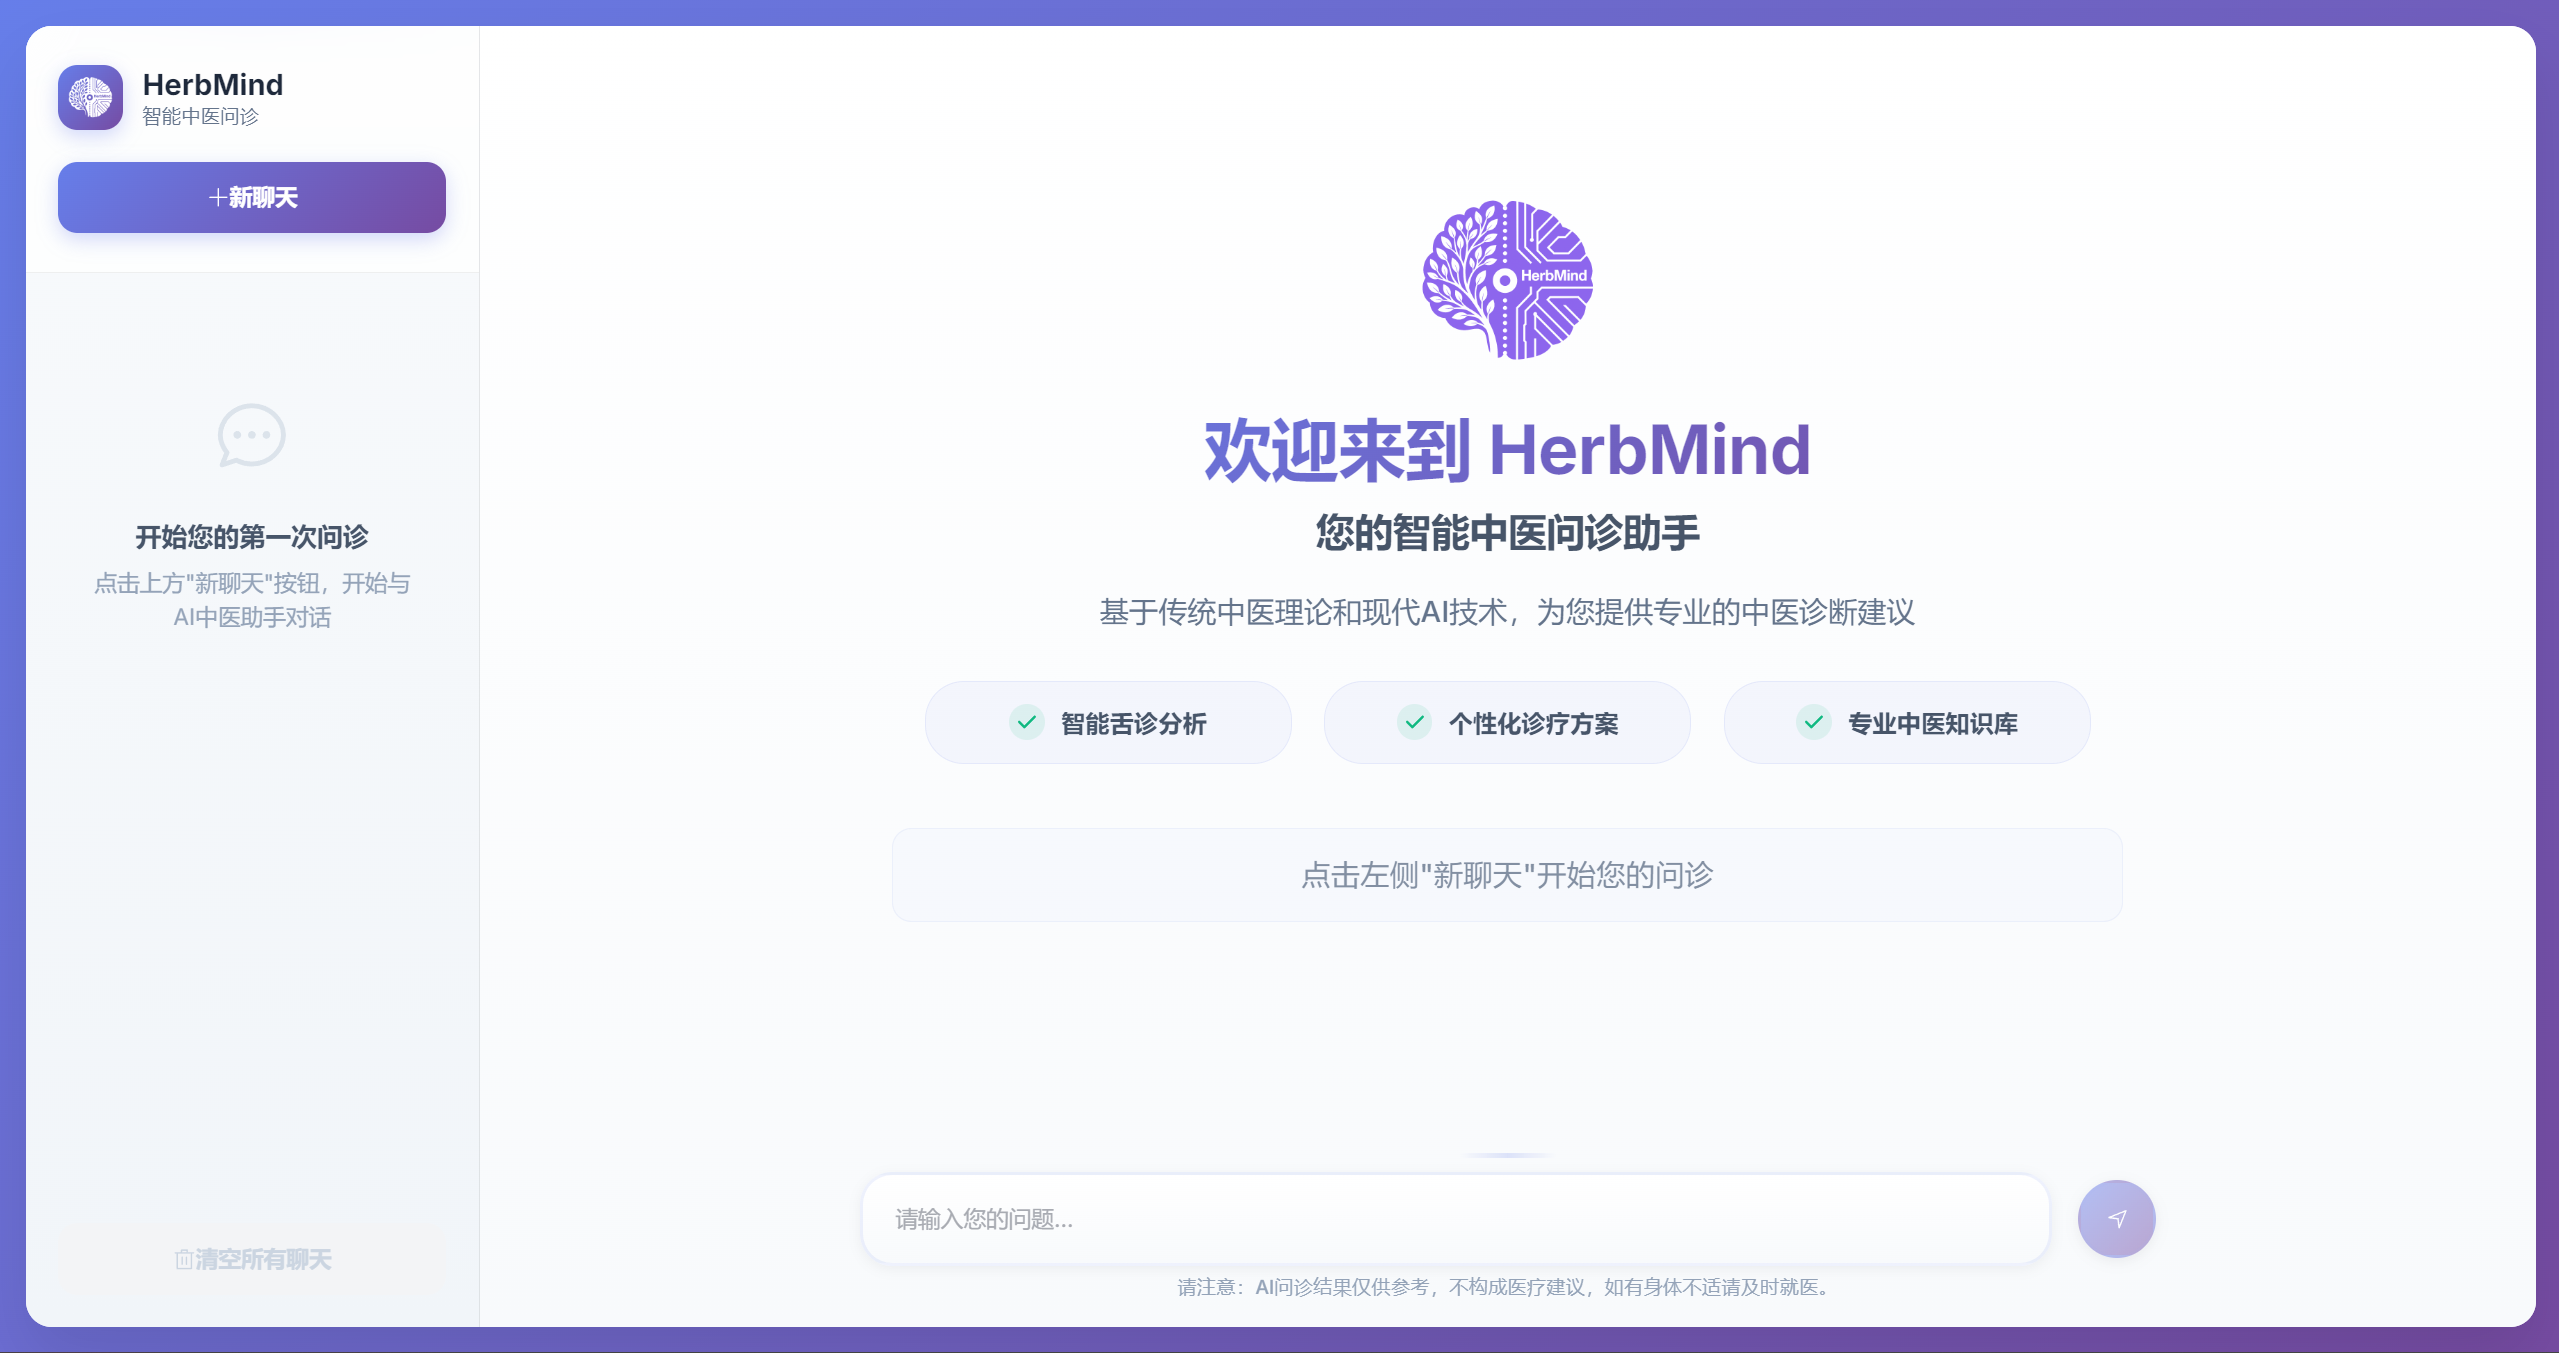 HerbMind
智能中医问诊
+新聊天
开始您的第一次问诊
点击上方"新聊天"按钮，开始与
AI中医助手对话
清空所有聊天
HerbMind
欢迎来到 HerbMind
您的智能中医问诊助手
基于传统中医理论和现代AI技术，为您提供专业的中医诊断建议
智能舌诊分析
个性化诊疗方案
专业中医知识库
点击左侧"新聊天"开始您的问诊
请输入您的问题...
请注意：AI问诊结果仅供参考，不构成医疗建议，如有身体不适请及时就医。